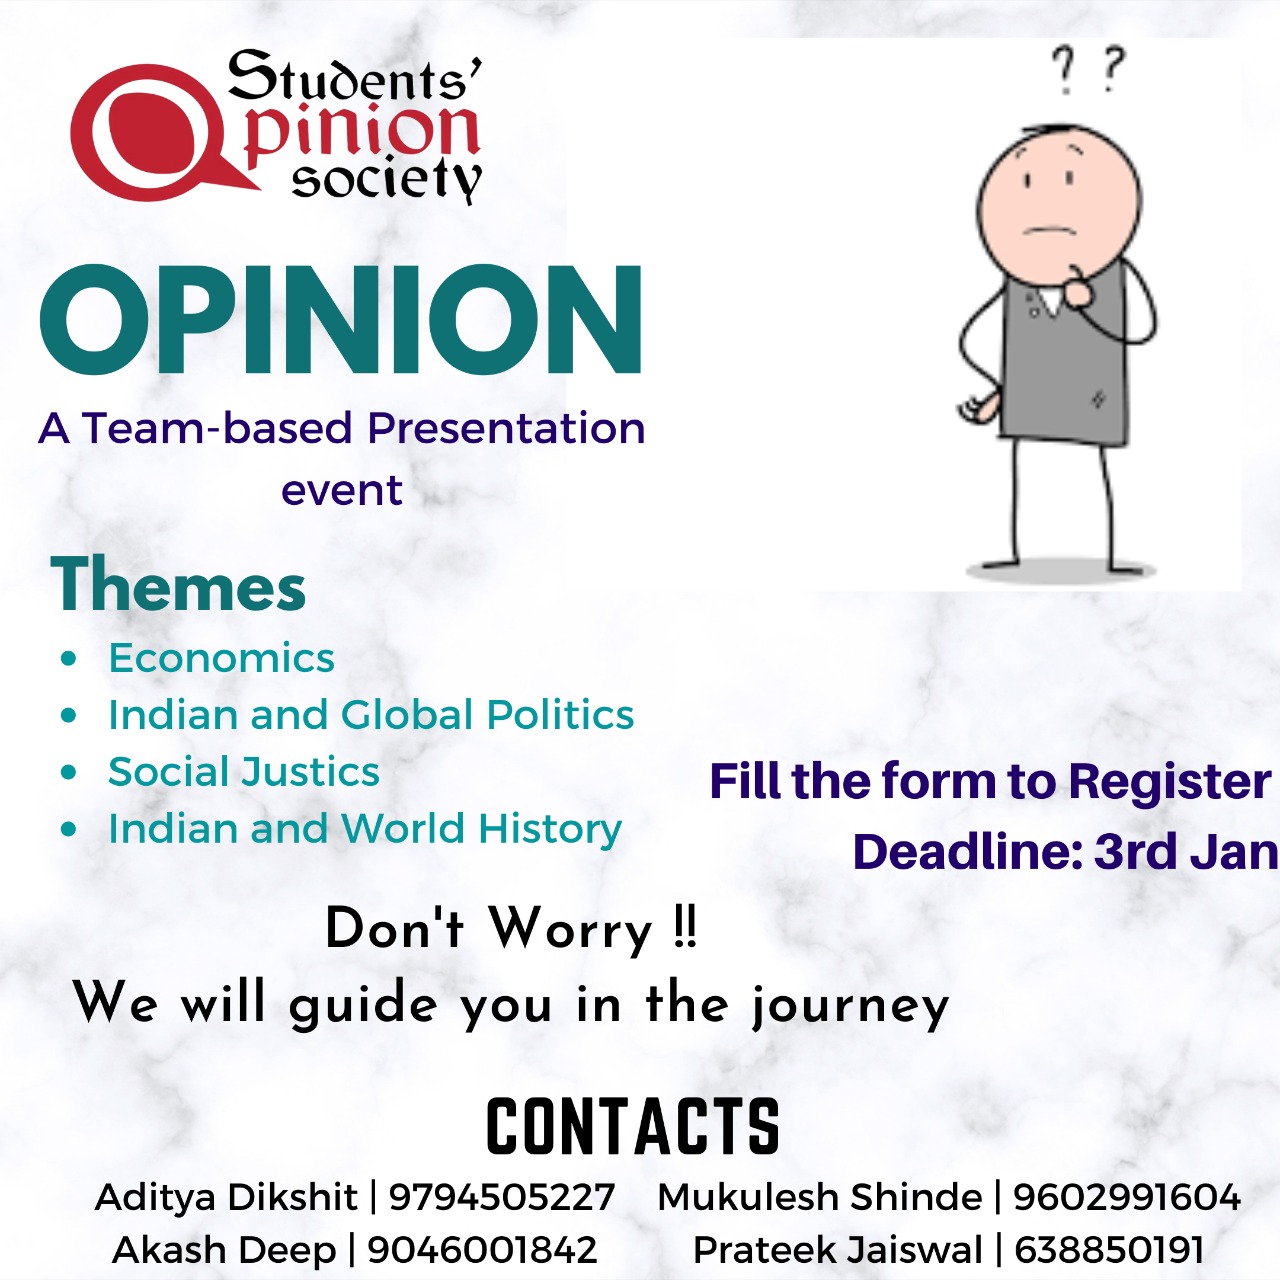 Students'
Opinion
society
? ?
OPINION
A Team-based Presentation
event
Themes
• Economics
• Indian and Global Politics
• Social Justics
• Indian and World History
Fill the form to Register
Deadline: 3rd Jan
Don't Worry !!
We will guide you in the journey
CONTACTS
Aditya Dikshit | 9794505227 Mukulesh Shinde | 9602991604
Akash Deep | 9046001842 Prateek Jaiswal | 638850191